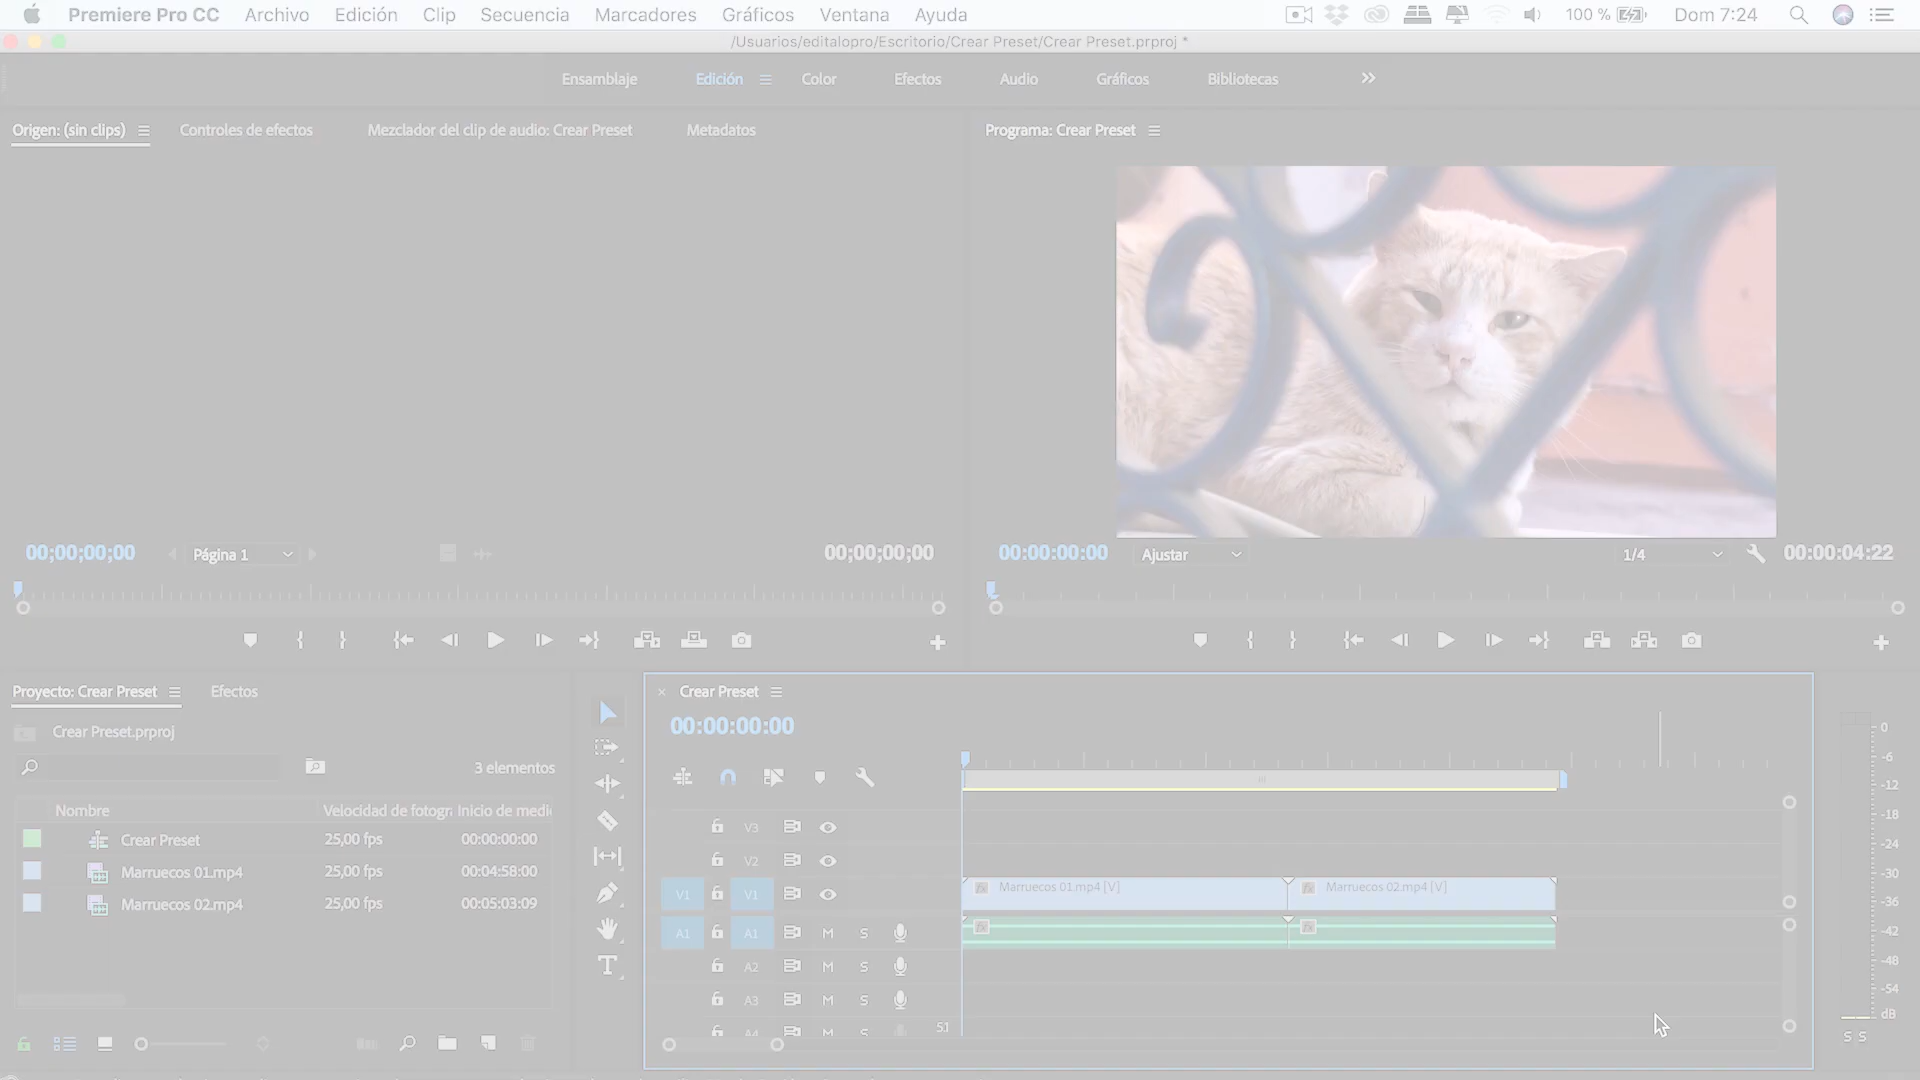 Premiere Pro CC Archivo Edición Clip Secuencia Marcadores Gráficos Ventana Ayuda 100 % Dom 7:24
/Usuarios/editalopro/Escritorio/Crear Preset/Crear Preset.prproj *
Ensamblaje Edición Color Efectos Audio Gráficos Bibliotecas
Origen: (sin clips) Controles de efectos Mezclador del clip de audio: Crear Preset Metadatos
Programa: Crear Preset
00;00;00;00 Página 1 00;00;00;00
00:00:00:00 Ajustar 1/4 00:00:04:22
Proyecto: Crear Preset Efectos
Crear Preset.prproj
3 elementos
Nombre Velocidad de fotogr Inicio de medi
Crear Preset 25,00 fps 00:00:00:00
Marruecos 01.mp4 25,00 fps 00:04:58:00
Marruecos 02.mp4 25,00 fps 00:05:03:09
Crear Preset
00:00:00:00
V3
V2
V1 V1 fx Marruecos 01.mp4 [V] fx Marruecos 02.mp4 [V]
A1 A1 M S fx fx
A2 M S
A3 M S
A4 M S 5.1
0
-6
-12
-18
-24
-30
-36
-42
-48
-54
dB
S S